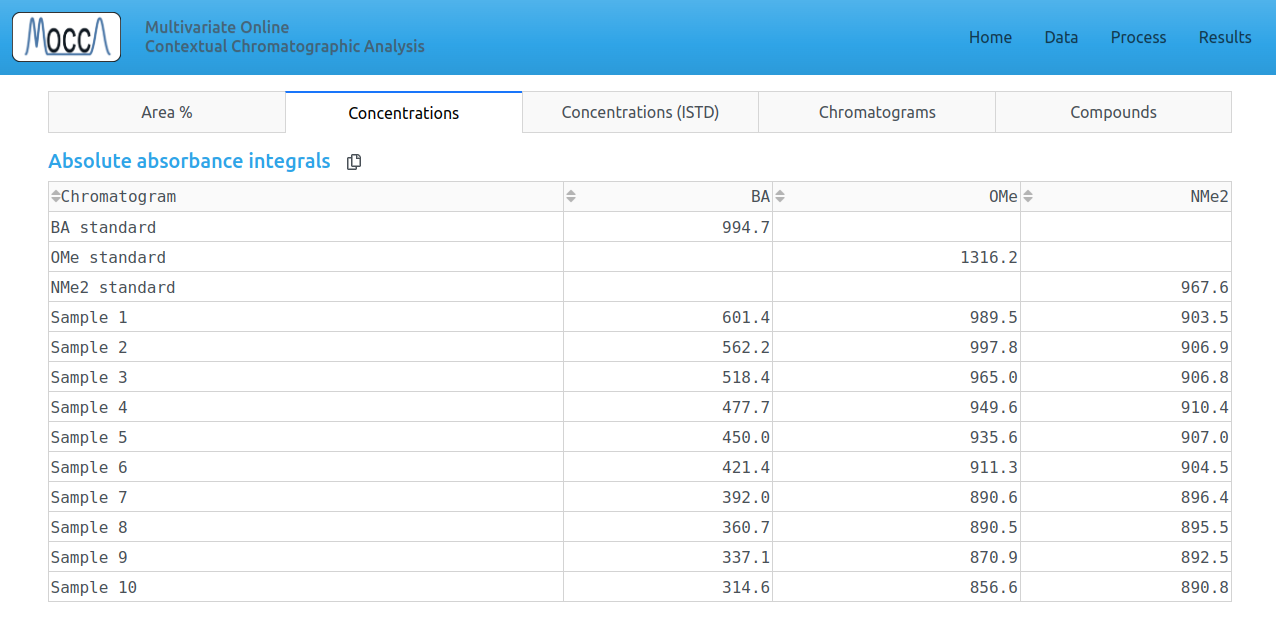 MOCCA
Multivariate Online
Contextual Chromatographic Analysis
Home Data Process Results
Area % Concentrations Concentrations (ISTD) Chromatograms Compounds
Absolute absorbance integrals
Chromatogram BA OMe NMe2
BA standard 994.7
OMe standard 1316.2
NMe2 standard 967.6
Sample 1 601.4 989.5 903.5
Sample 2 562.2 997.8 906.9
Sample 3 518.4 965.0 906.8
Sample 4 477.7 949.6 910.4
Sample 5 450.0 935.6 907.0
Sample 6 421.4 911.3 904.5
Sample 7 392.0 890.6 896.4
Sample 8 360.7 890.5 895.5
Sample 9 337.1 870.9 892.5
Sample 10 314.6 856.6 890.8